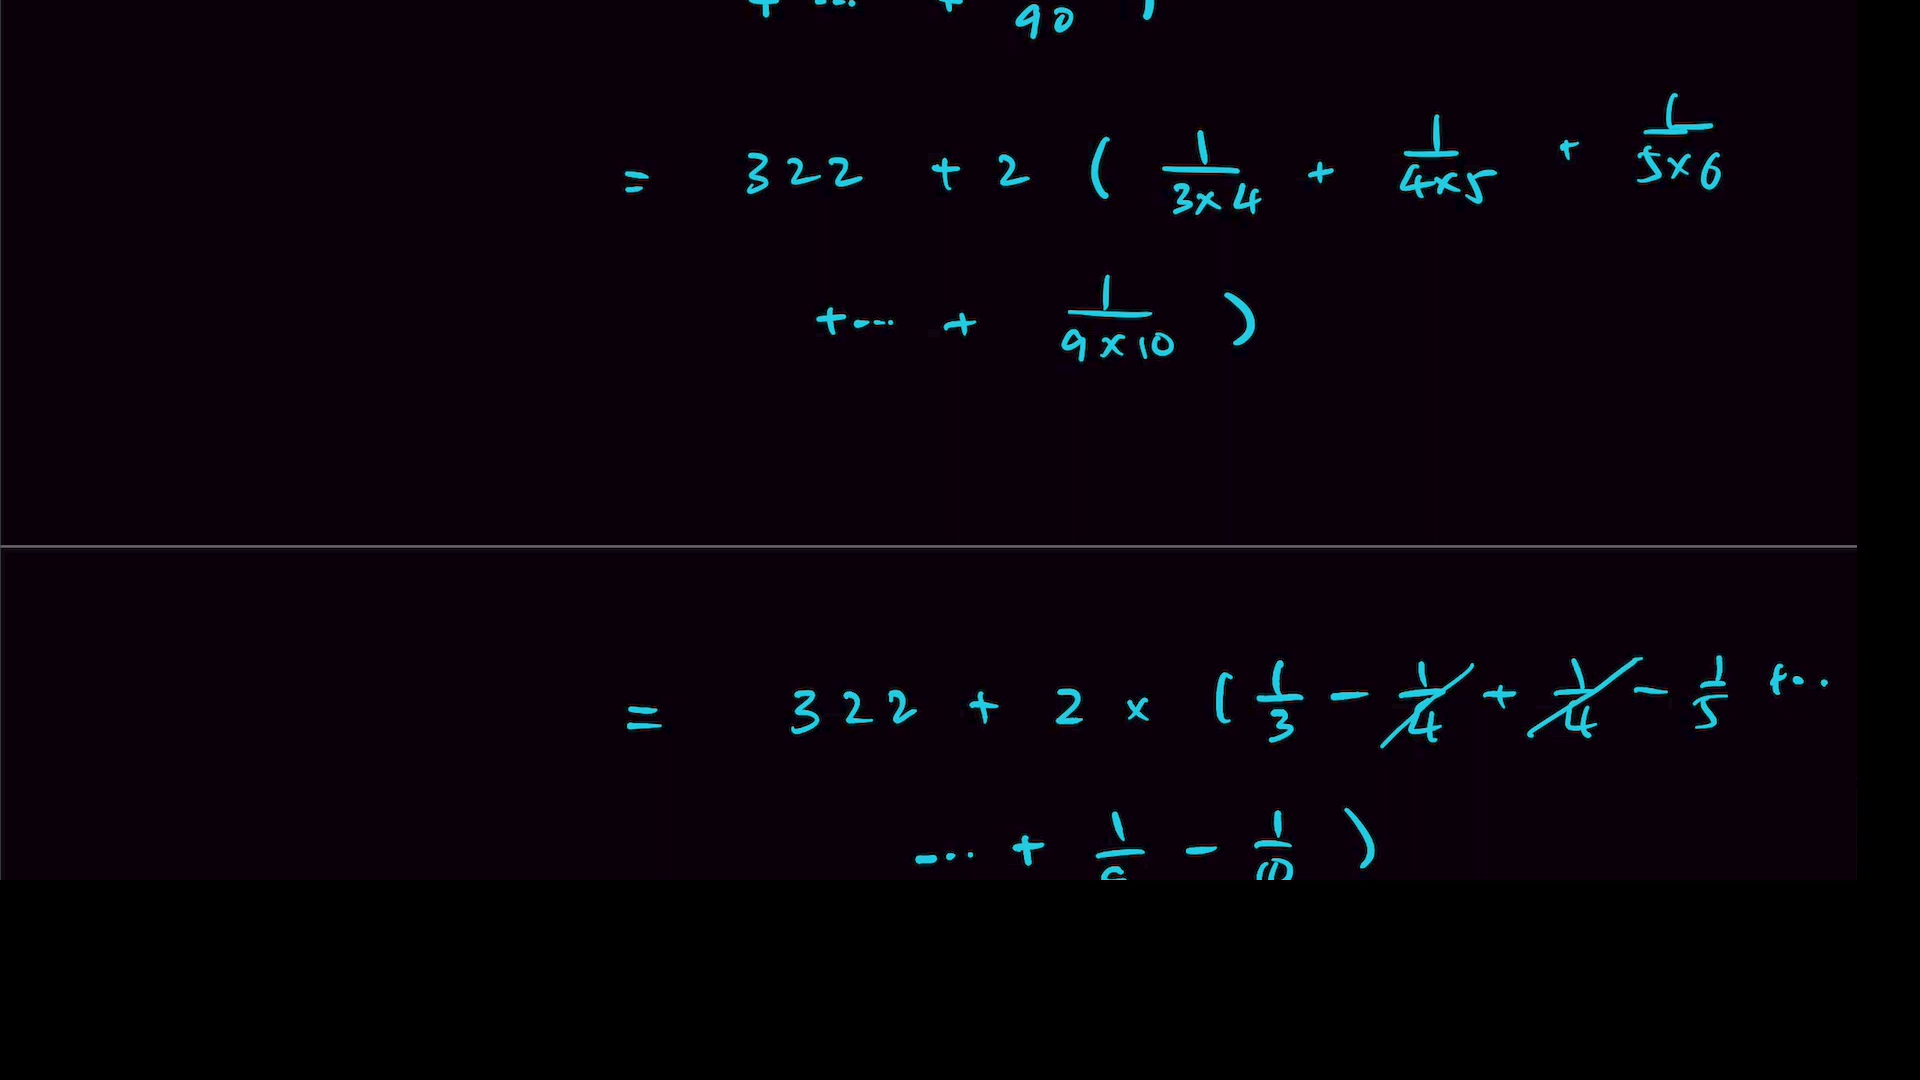 + ... + 90 )
= 322 + 2 ( 1/(3×4) + 1/(4×5) + 1/(5×6)
+ ... + 1/(9×10) )
= 322 + 2 × ( 1/3 - 1/4 + 1/4 - 1/5 + ...
... + 1/9 - 1/10 )